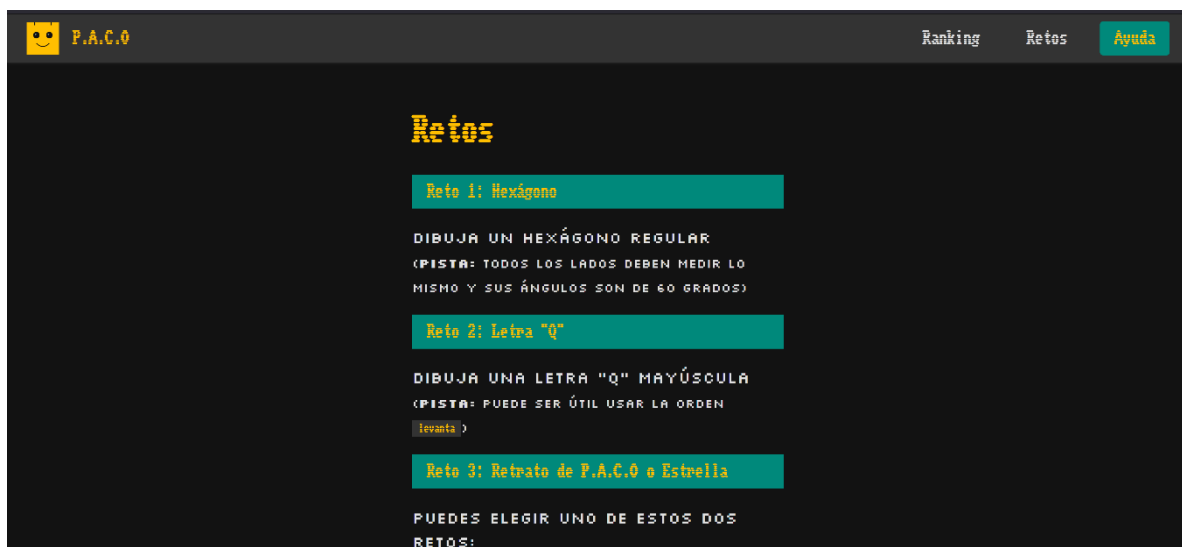 P.A.C.O
Ranking
Retos
Ayuda
Retos
Reto 1: Hexágono
DIBUJA UN HEXÁGONO REGULAR
(PISTA: TODOS LOS LADOS DEBEN MEDIR LO
MISMO Y SUS ÁNGULOS SON DE 60 GRADOS)
Reto 2: Letra "Q"
DIBUJA UNA LETRA "Q" MAYÚSCULA
(PISTA: PUEDE SER ÚTIL USAR LA ORDEN
levanta )
Reto 3: Retrato de P.A.C.O o Estrella
PUEDES ELEGIR UNO DE ESTOS DOS
RETOS: